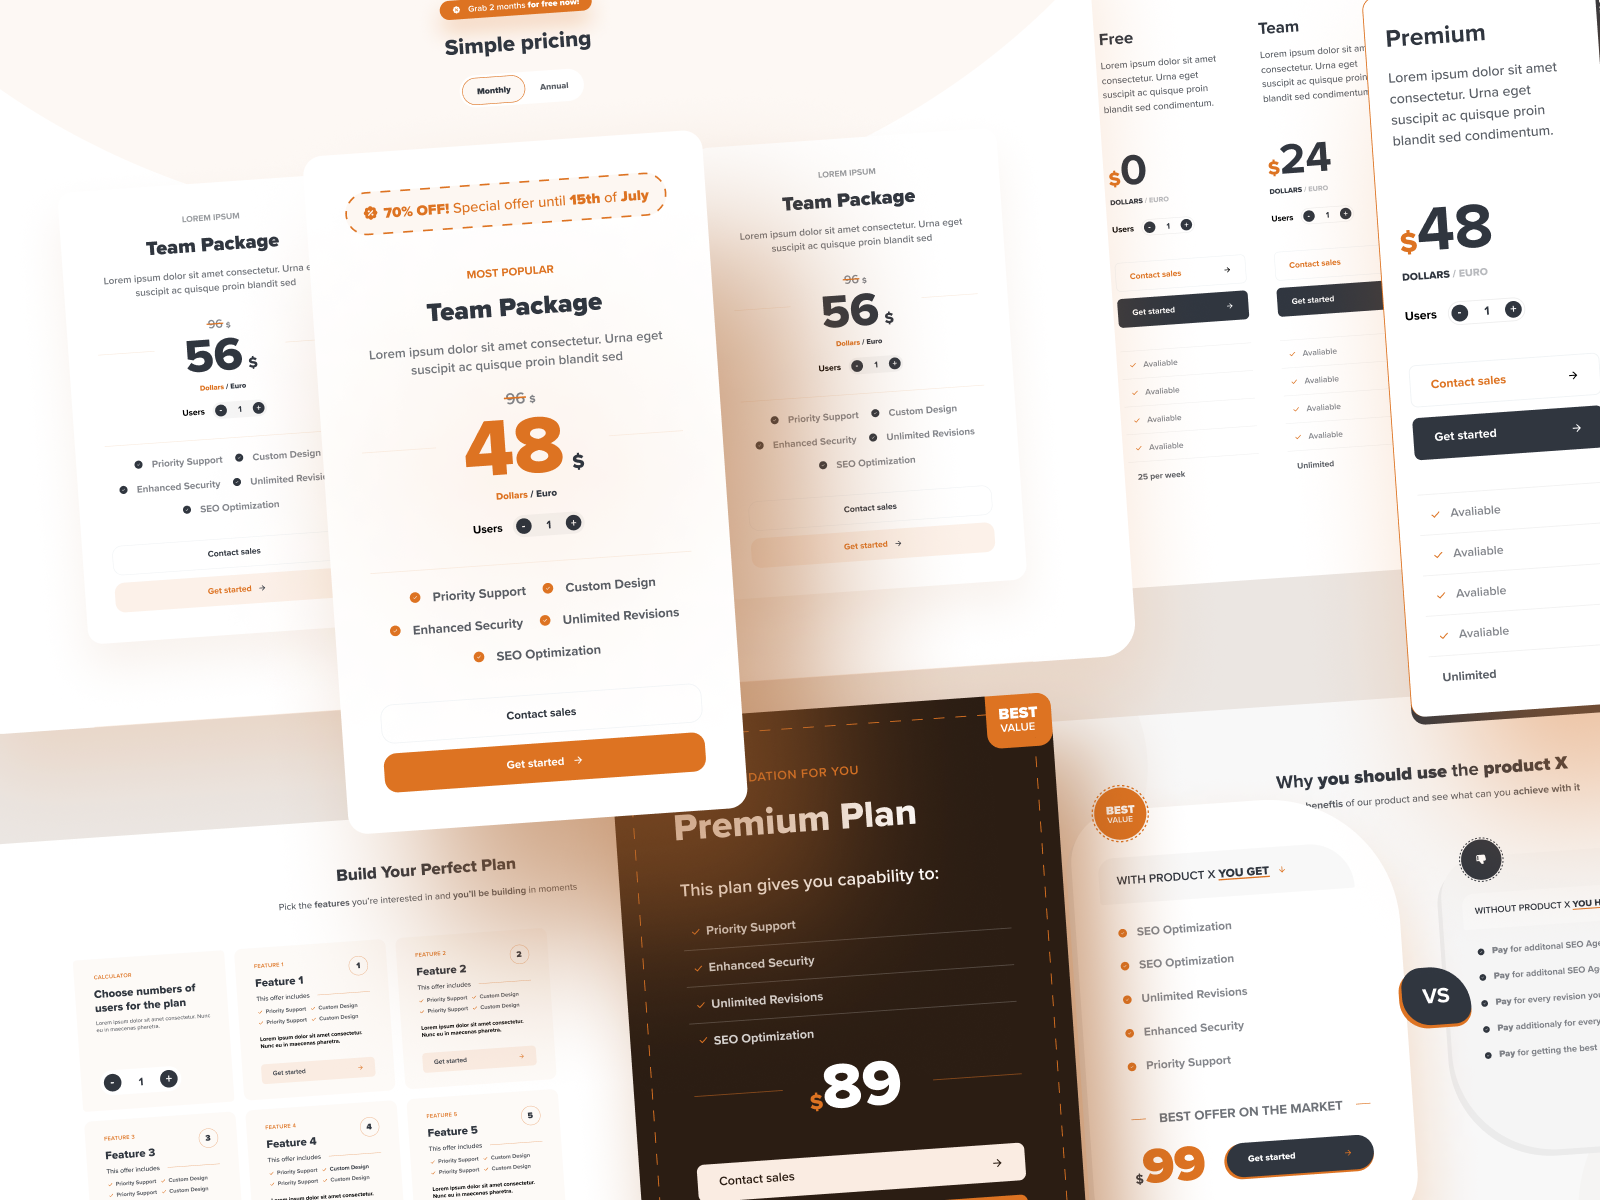 Grab 2 months for free now!
Simple pricing
Monthly
Annual
LOREM IPSUM
Team Package
Lorem ipsum dolor sit amet consectetur. Urna e
suscipit ac quisque proin blandit sed
96 $
56 $
Dollars / Euro
Users - 1 +
Priority Support
Custom Design
Enhanced Security
Unlimited Revisi
SEO Optimization
Contact sales
Get started
70% OFF! Special offer until 15th of July
MOST POPULAR
Team Package
Lorem ipsum dolor sit amet consectetur. Urna eget
suscipit ac quisque proin blandit sed
96 $
48 $
Dollars / Euro
Users - 1 +
Priority Support
Custom Design
Enhanced Security
Unlimited Revisions
SEO Optimization
Contact sales
Get started
LOREM IPSUM
Team Package
Lorem ipsum dolor sit amet consectetur. Urna eget
suscipit ac quisque proin blandit sed
96 $
56 $
Dollars / Euro
Users - 1 +
Priority Support
Custom Design
Enhanced Security
Unlimited Revisions
SEO Optimization
Contact sales
Get started
Free
Lorem ipsum dolor sit amet
consectetur. Urna eget
suscipit ac quisque proin
blandit sed condimentum.
$0
DOLLARS / EURO
Users - 1 +
Contact sales
Get started
Avaliable
Avaliable
Avaliable
Avaliable
25 per week
Team
Lorem ipsum dolor sit am
consectetur. Urna eget
suscipit ac quisque proin
blandit sed condimentum
$24
DOLLARS / EURO
Users - 1 +
Contact sales
Get started
Avaliable
Avaliable
Avaliable
Avaliable
Unlimited
Premium
Lorem ipsum dolor sit amet
consectetur. Urna eget
suscipit ac quisque proin
blandit sed condimentum.
$48
DOLLARS / EURO
Users - 1 +
Contact sales
Get started
Avaliable
Avaliable
Avaliable
Avaliable
Unlimited
Build Your Perfect Plan
Pick the features you're interested in and you'll be building in moments
CALCULATOR
Choose numbers of
users for the plan
Lorem ipsum dolor sit amet consectetur. Nunc
eu in maecenas pharetra.
- 1 +
FEATURE 1
1
Feature 1
This offer includes
Priority Support
Custom Design
Priority Support
Custom Design
Lorem ipsum dolor sit amet consectetur.
Nunc eu in maecenas pharetra.
Get started
FEATURE 2
2
Feature 2
This offer includes
Priority Support
Custom Design
Priority Support
Custom Design
Lorem ipsum dolor sit amet consectetur.
Nunc eu in maecenas pharetra.
Get started
FEATURE 3
3
Feature 3
This offer includes
Priority Support
Custom Design
Priority Support
Custom Design
FEATURE 4
4
Feature 4
This offer includes
Priority Support
Custom Design
Priority Support
Custom Design
Lorem ipsum dolor sit amet consectetur.
FEATURE 5
5
Feature 5
This offer includes
Priority Support
Custom Design
Priority Support
Custom Design
Lorem ipsum dolor sit amet consectetur.
BEST
VALUE
DATION FOR YOU
Premium Plan
This plan gives you capability to:
Priority Support
Enhanced Security
Unlimited Revisions
SEO Optimization
$89
Contact sales
Why you should use the product X
benefits of our product and see what can you achieve with it
BEST
VALUE
WITH PRODUCT X YOU GET
SEO Optimization
SEO Optimization
Unlimited Revisions
Enhanced Security
Priority Support
BEST OFFER ON THE MARKET
$99
Get started
VS
WITHOUT PRODUCT X YOU H
Pay for additonal SEO Age
Pay for additonal SEO Ag
Pay for every revision you
Pay additionaly for every
Pay for getting the best